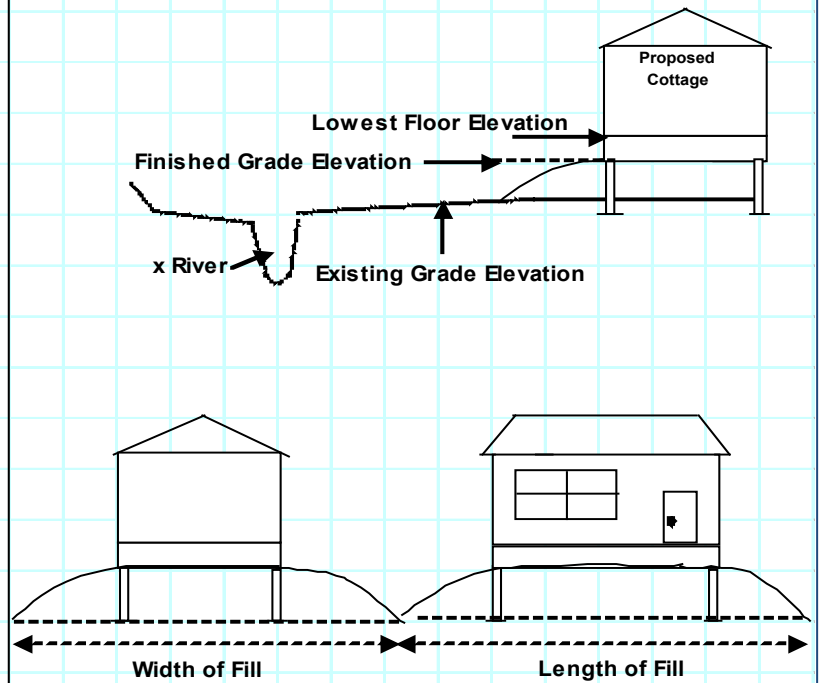 Proposed
Cottage
Lowest Floor Elevation
Finished Grade Elevation
x River
Existing Grade Elevation
Width of Fill
Length of Fill